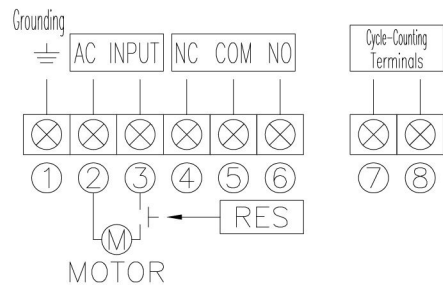 Grounding
AC INPUT
NC COM NO
Cycle-Counting
Terminals
1 2 3 4 5 6 7 8
M
RES
MOTOR